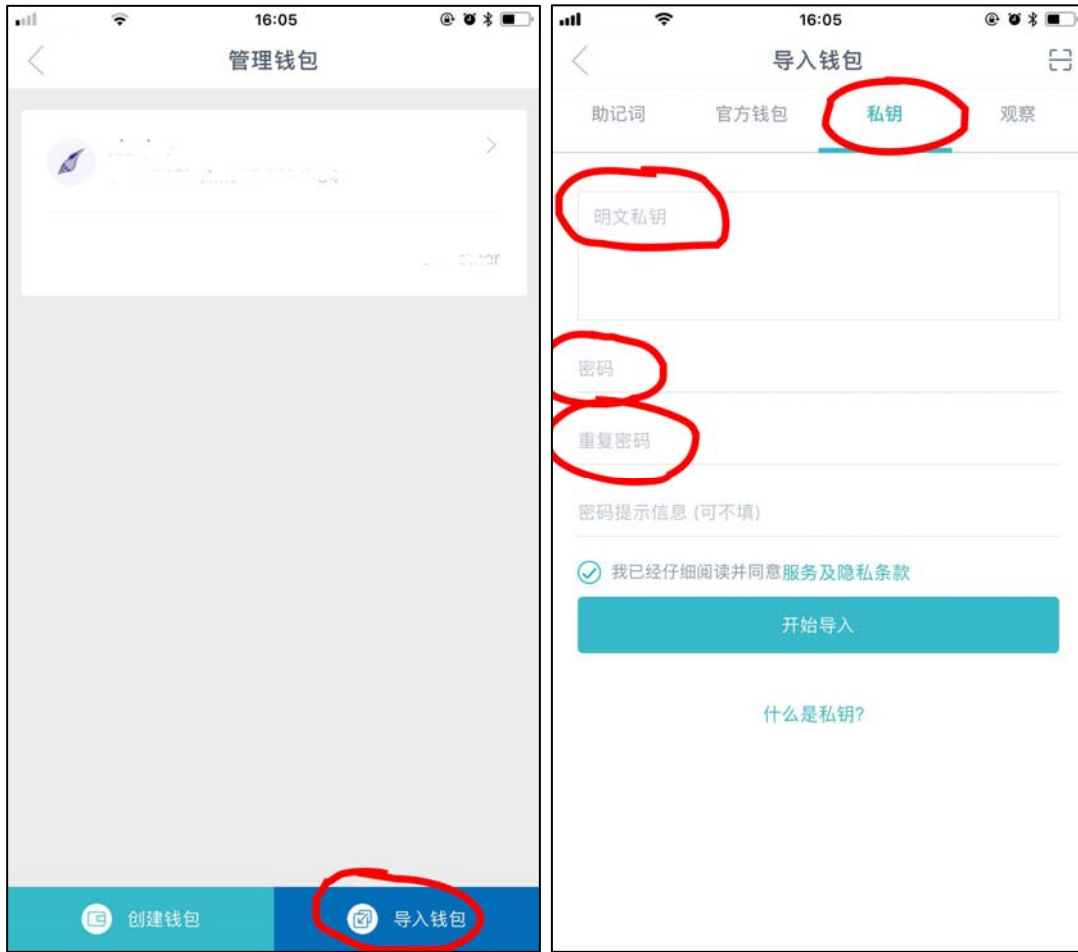 16:05
管理钱包
创建钱包
导入钱包
16:05
导入钱包
助记词 官方钱包 私钥 观察
明文私钥
密码
重复密码
密码提示信息 (可不填)
我已经仔细阅读并同意服务及隐私条款
开始导入
什么是私钥?